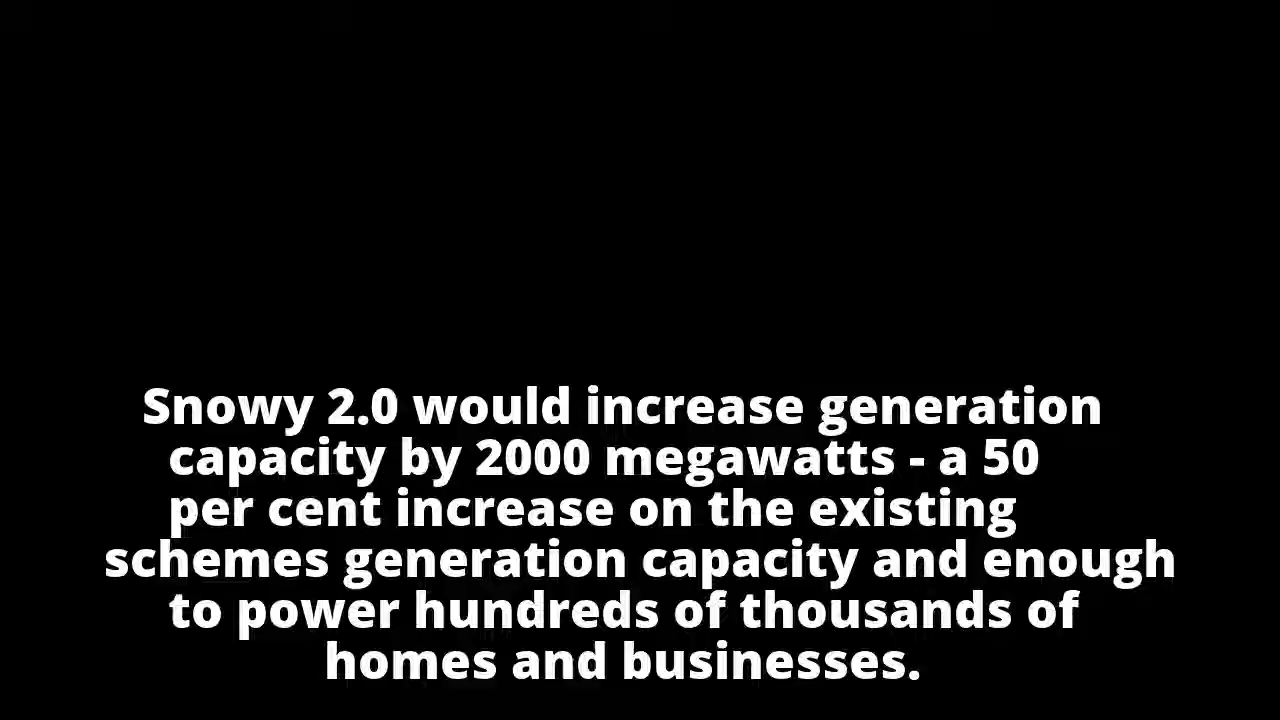 Snowy 2.0 would increase generation
capacity by 2000 megawatts - a 50
per cent increase on the existing
schemes generation capacity and enough
to power hundreds of thousands of
homes and businesses.